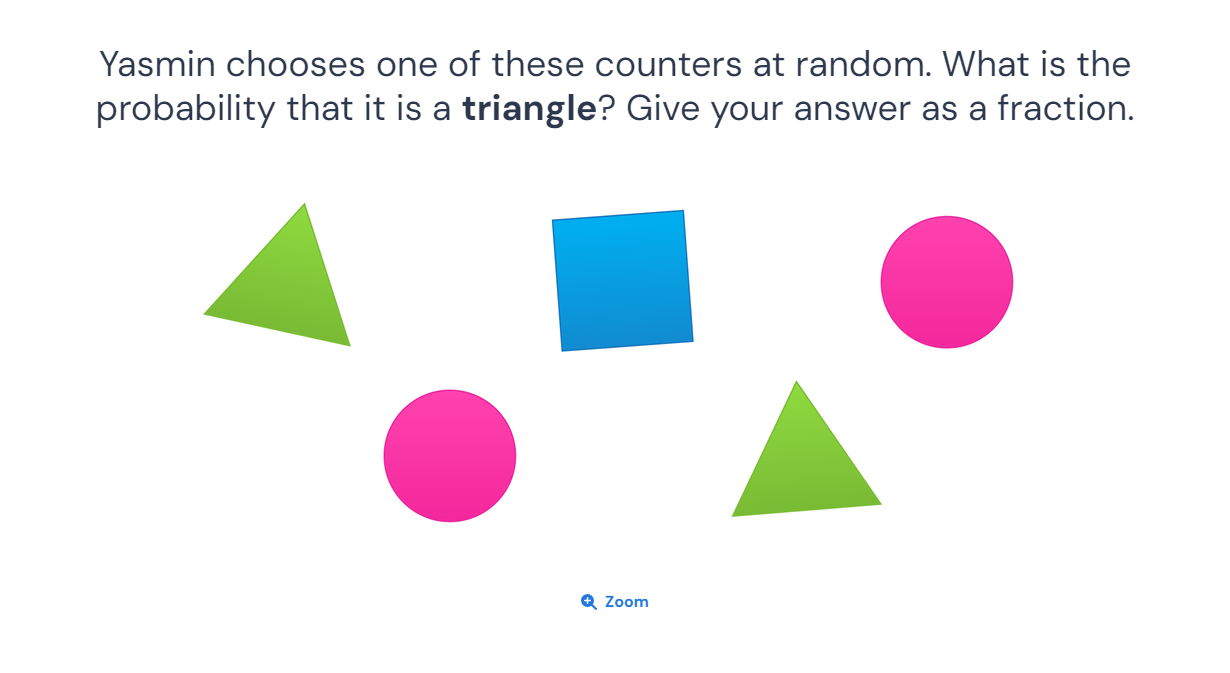 Yasmin chooses one of these counters at random. What is the
probability that it is a triangle? Give your answer as a fraction.
Zoom